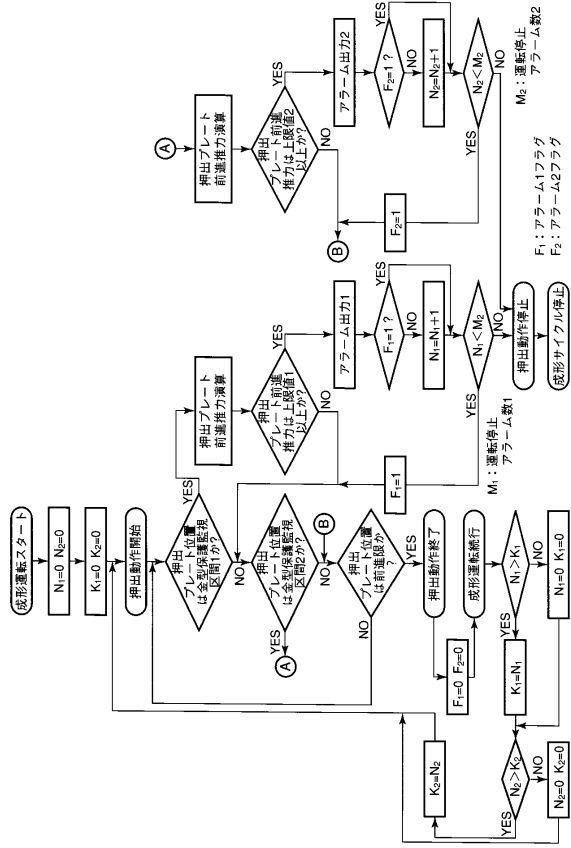 成形運転スタート
N₁=0 N₂=0
K₁=0 K₂=0
押出動作開始
押出
プレート位置
は金型保護監視
区間1か?
YES
NO
押出
プレート位置
は金型保護監視
区間2か?
YES
A
NO
B
押出
プレート位置
は前進限か
?
NO
YES
押出動作終了
F₁=0 F₂=0
成形運転続行
N₁>K₁
YES
NO
K₁=N₁
N₁=0 K₁=0
N₂>K₂
YES
NO
K₂=N₂
N₂=0 K₂=0
押出プレート
前進推力演算
押出
プレート前進
推力は上限値1
以上か?
YES
NO
アラーム出力1
F₁=1 ?
YES
NO
N₁=N₁+1
N₁<M₂
YES
NO
F₁=1
M₁:運転停止
アラーム数1
押出動作停止
成形サイクル停止
A
押出プレート
前進推力演算
押出
プレート前進
推力は上限値2
以上か?
YES
NO
B
アラーム出力2
F₂=1 ?
YES
NO
N₂=N₂+1
N₂<M₂
YES
NO
F₂=1
M₂:運転停止
アラーム数2
F₁:アラーム1フラグ
F₂:アラーム2フラグ